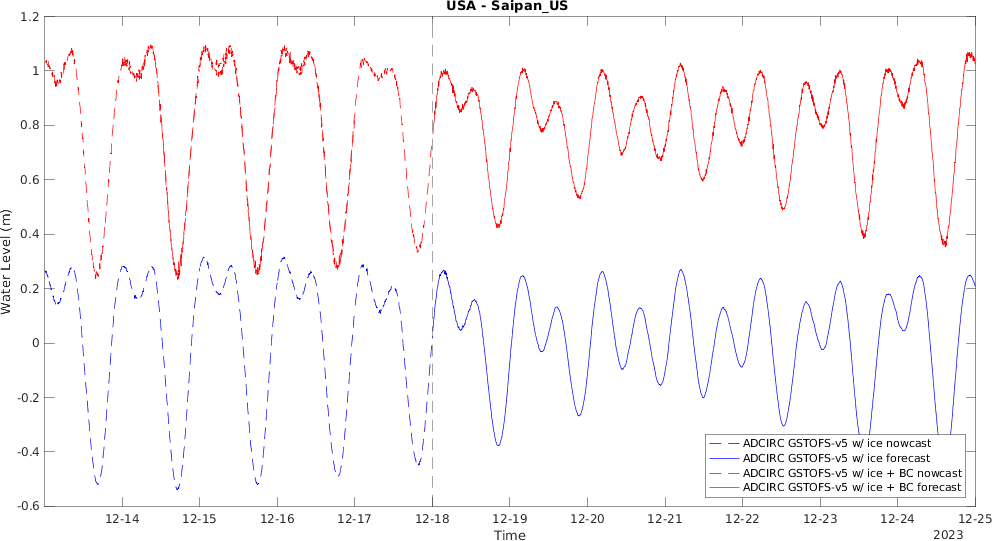 USA - Saipan_US
Water Level (m)
1.2
1
0.8
0.6
0.4
0.2
0
-0.2
-0.4
-0.6
ADCIRC GSTOFS-v5 w/ ice nowcast
ADCIRC GSTOFS-v5 w/ ice forecast
ADCIRC GSTOFS-v5 w/ ice + BC nowcast
ADCIRC GSTOFS-v5 w/ ice + BC forecast
12-14 12-15 12-16 12-17 12-18 12-19 12-20 12-21 12-22 12-23 12-24 12-25
Time
2023